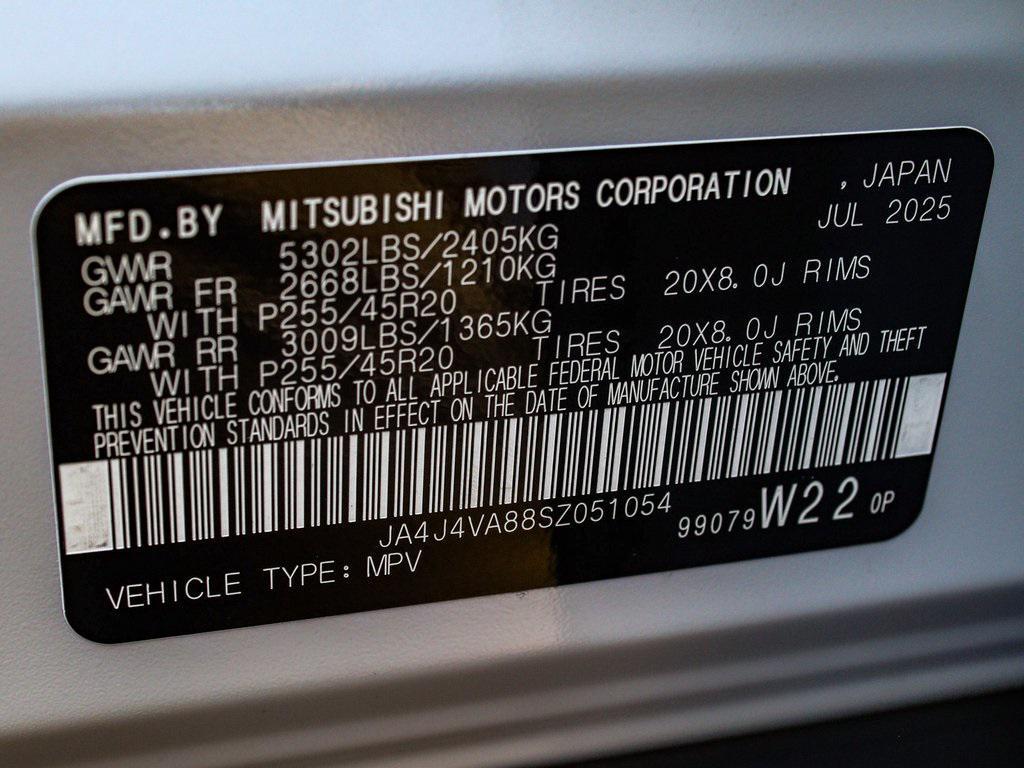 MFD.BY MITSUBISHI MOTORS CORPORATION , JAPAN
JUL 2025
GVWR 5302LBS/2405KG
GAWR FR 2668LBS/1210KG
WITH P255/45R20 TIRES 20X8.0J RIMS
GAWR RR 3009LBS/1365KG
WITH P255/45R20 TIRES 20X8.0J RIMS
THIS VEHICLE CONFORMS TO ALL APPLICABLE FEDERAL MOTOR VEHICLE SAFETY AND THEFT
PREVENTION STANDARDS IN EFFECT ON THE DATE OF MANUFACTURE SHOWN ABOVE.
JA4J4VA88SZ051054
99079 W22 0P
VEHICLE TYPE: MPV